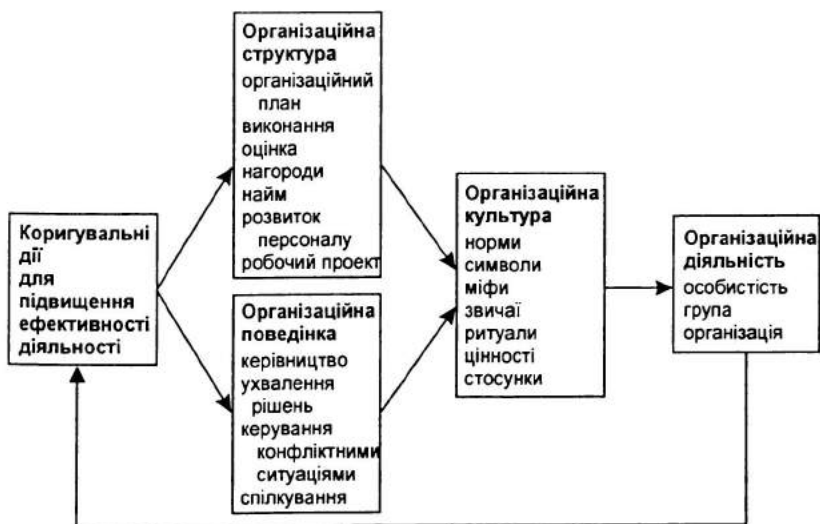 Організаційна
структура
організаційний
план
виконання
оцінка
нагороди
найм
розвиток
персоналу
робочий проект
Коригувальні
дії
для
підвищення
ефективності
діяльності
Організаційна
поведінка
керівництво
ухвалення
рішень
керування
конфліктними
ситуаціями
спілкування
Організаційна
культура
норми
символи
міфи
звичаї
ритуали
цінності
стосунки
Організаційна
діяльність
особистість
група
організація